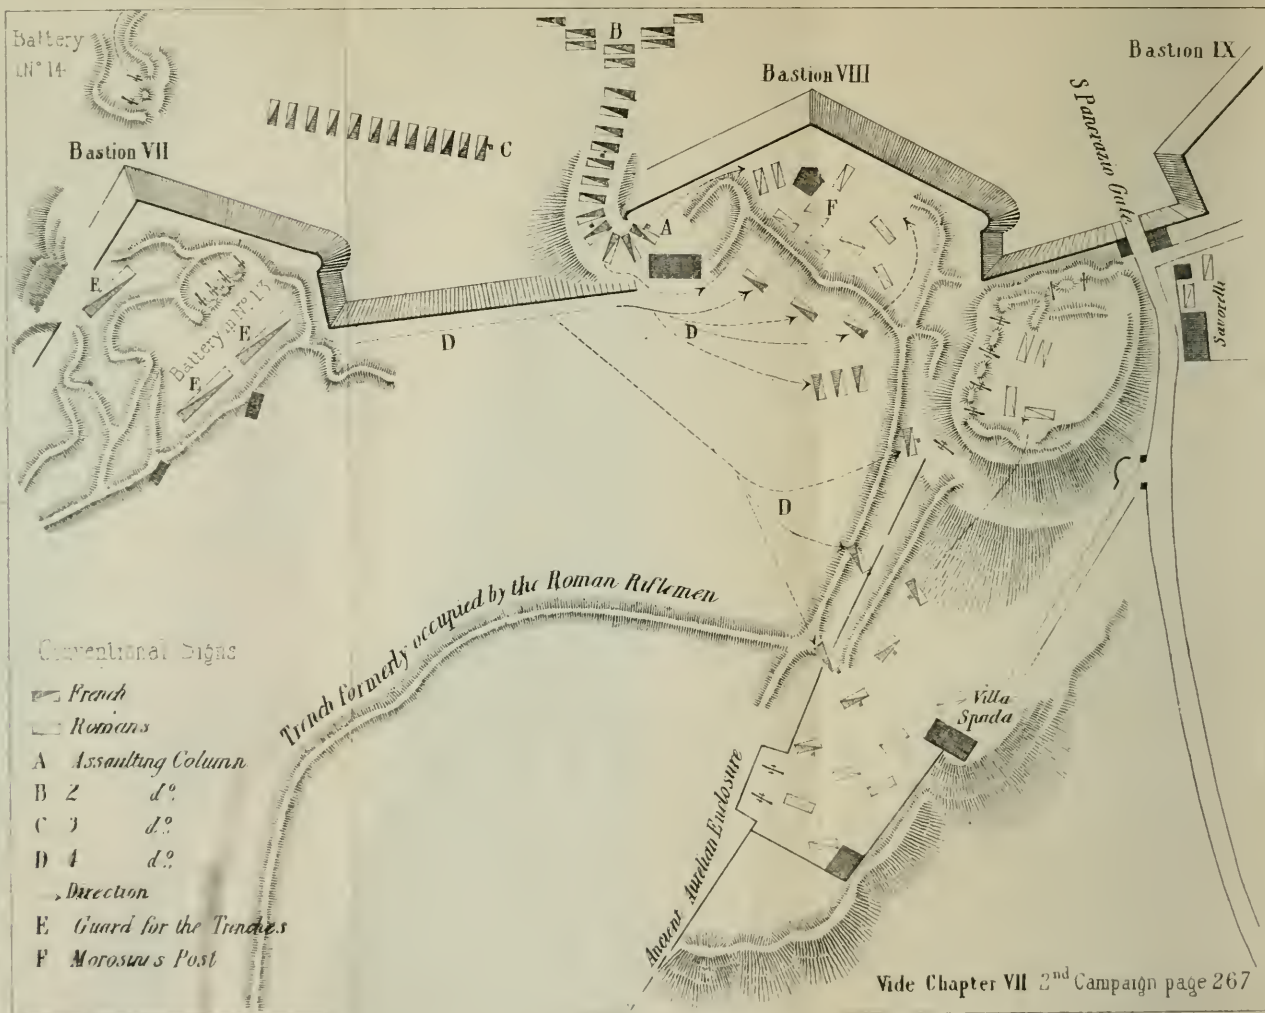 Battery
N° 14
Bastion VII
B
Bastion VIII
Bastion IX
S Pancrazio Gate
C
A
F
E
Battery in N° 13
E
E
D
D
D
Savorelli
Trench formerly occupied by the Roman Riflemen
Villa
Spada
Ancient Aurelian Enclosure
Conventional Signs
French
Romans
A Assaulting Column
B 2 d°.
C 3 d°.
D 4 d°.
Direction
E Guard for the Trenches
F Post
Vide Chapter VII 2nd Campaign page 267